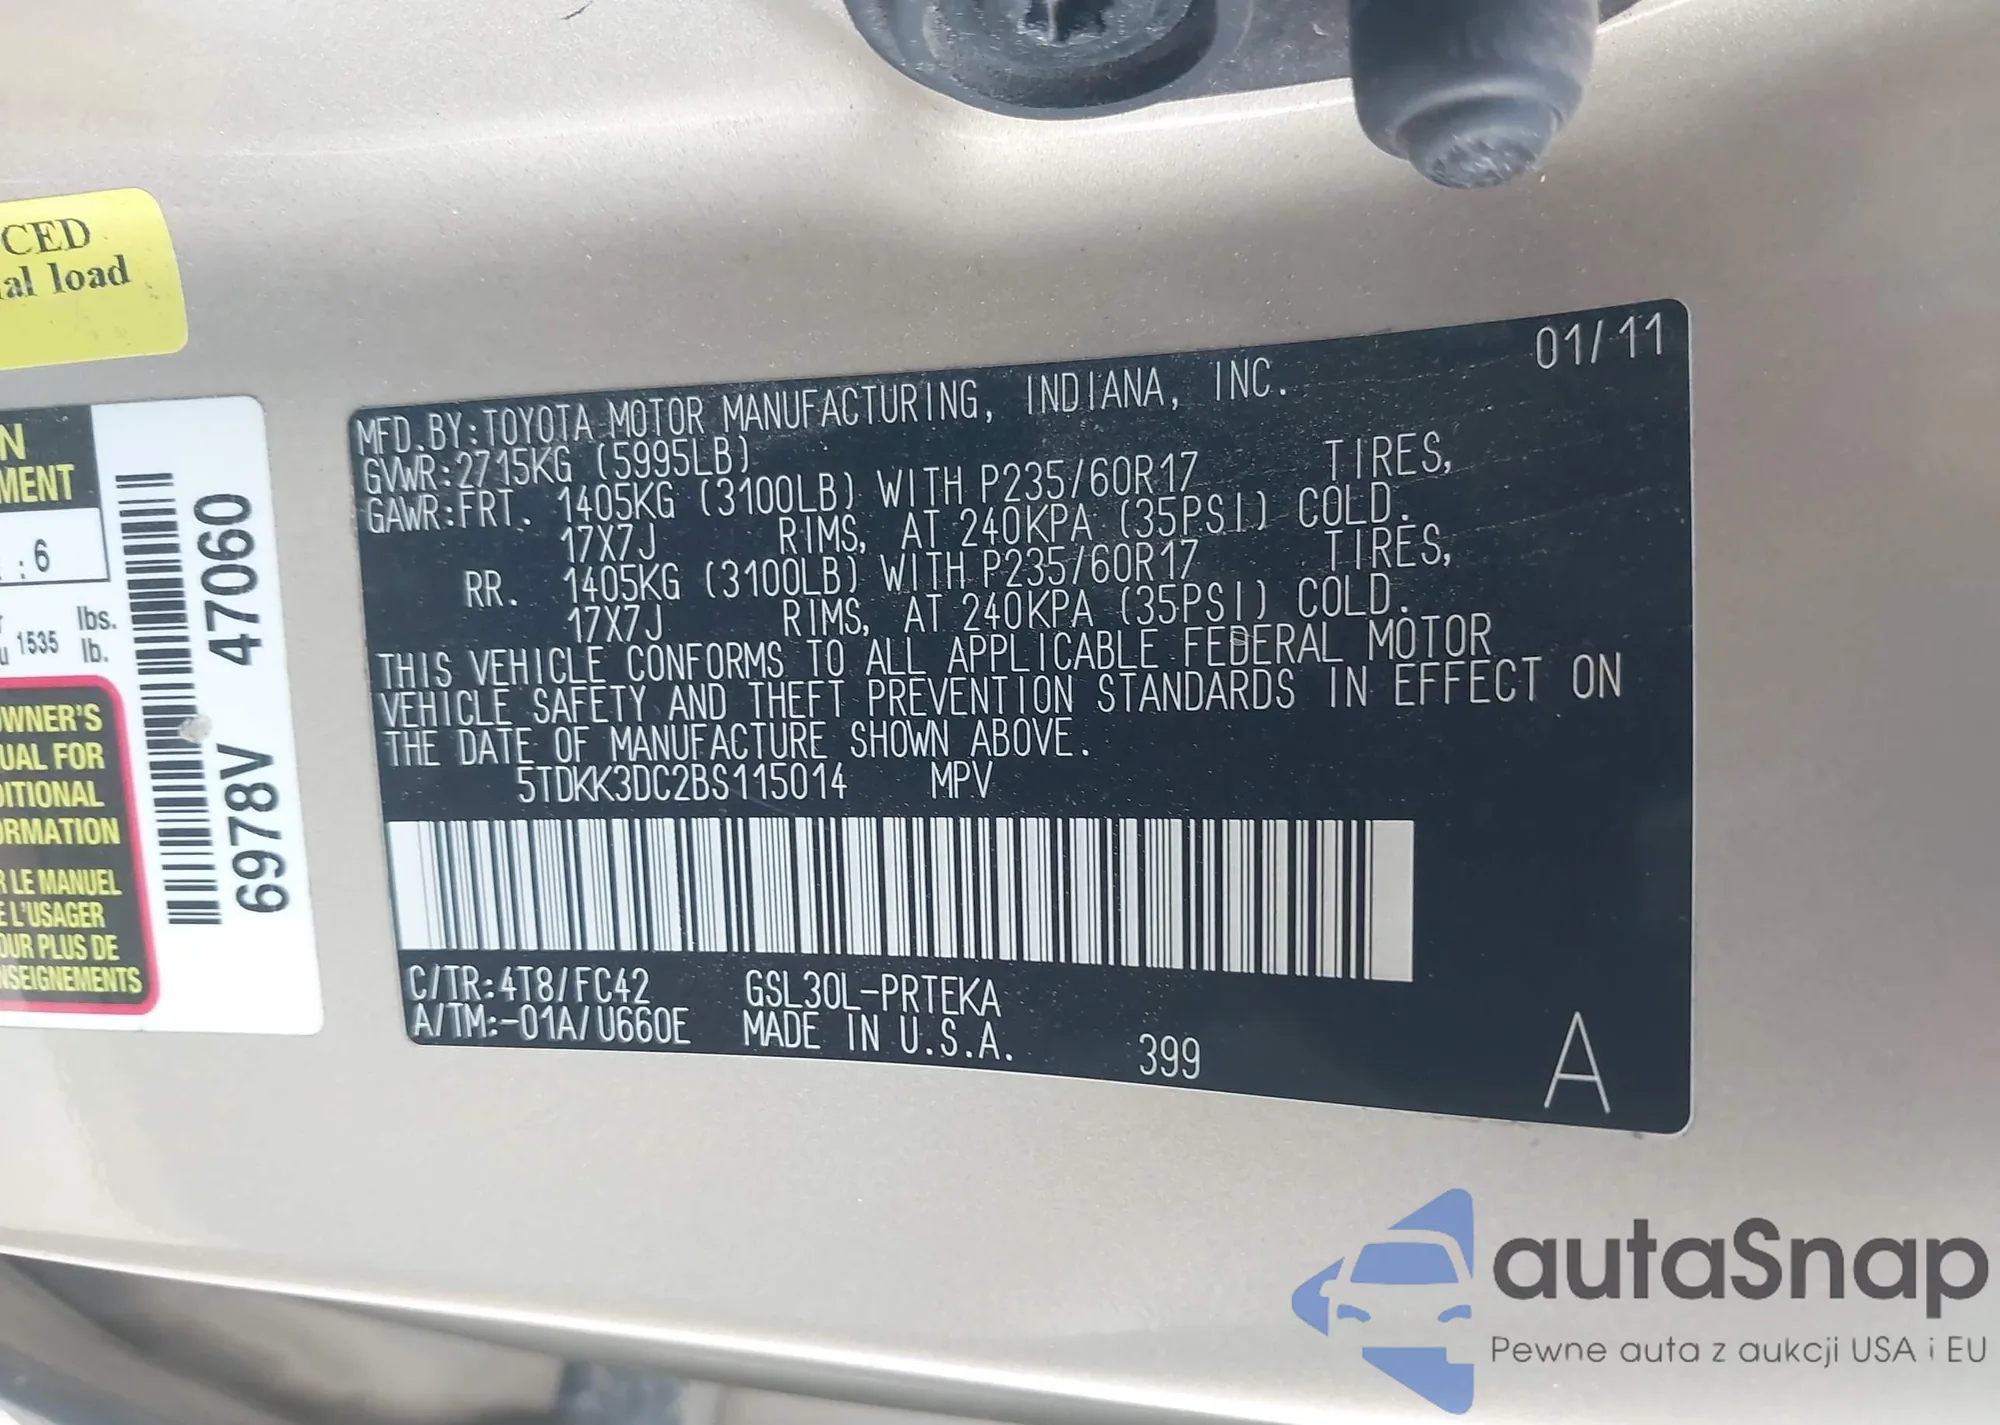 CED
al load
N
MENT
: 6
lbs.
1535 lb.
OWNER'S
UAL FOR
DITIONAL
ORMATION
R LE MANUEL
E L'USAGER
OUR PLUS DE
NSEIGNEMENTS
6978V 47060
01/11
MFD.BY:TOYOTA MOTOR MANUFACTURING, INDIANA, INC.
GVWR:2715KG (5995LB)
GAWR:FRT. 1405KG (3100LB) WITH P235/60R17 TIRES,
17X7J RIMS, AT 240KPA (35PSI) COLD.
RR. 1405KG (3100LB) WITH P235/60R17 TIRES,
17X7J RIMS, AT 240KPA (35PSI) COLD.
THIS VEHICLE CONFORMS TO ALL APPLICABLE FEDERAL MOTOR
VEHICLE SAFETY AND THEFT PREVENTION STANDARDS IN EFFECT ON
THE DATE OF MANUFACTURE SHOWN ABOVE.
5TDKK3DC2BS115014 MPV
C/TR:4T8/FC42 GSL30L-PRTEKA
A/TM:-01A/U660E MADE IN U.S.A. 399
A
autaSnap
Pewne auta z aukcji USA i EU